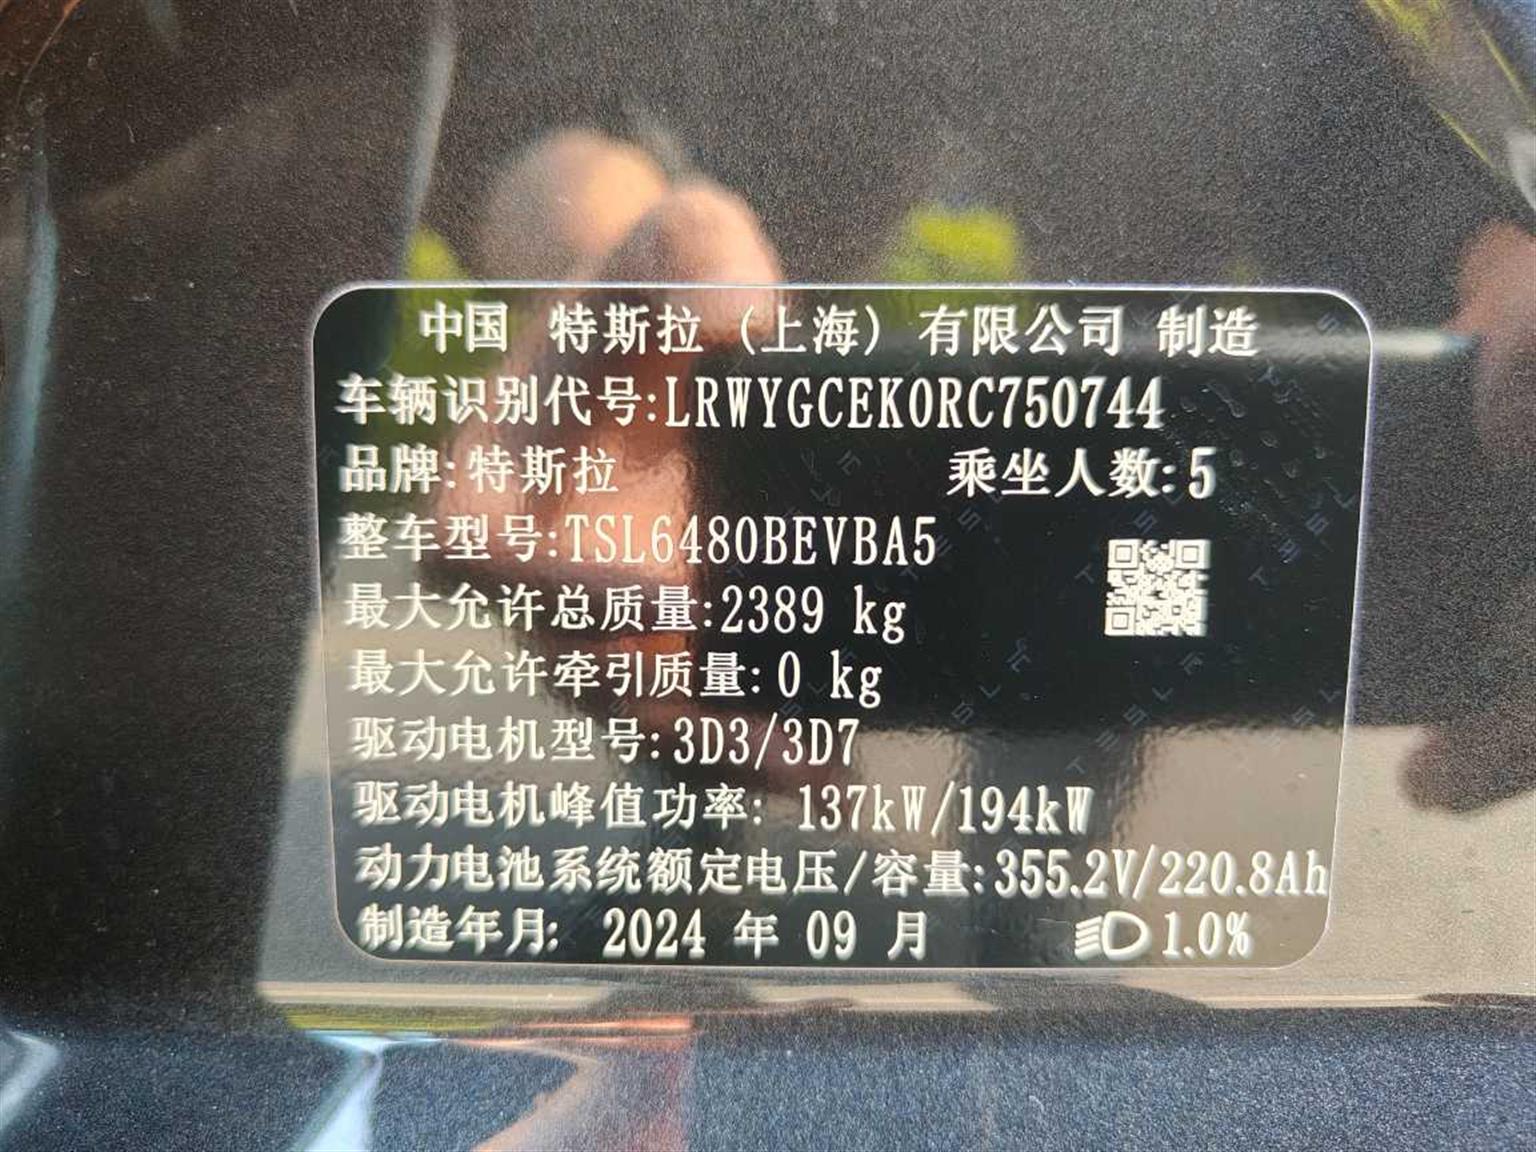 中国 特斯拉（上海）有限公司 制造
车辆识别代号:LRWYGCEK0RC750744
品牌:特斯拉 乘坐人数:5
整车型号:TSL6480BEVBA5
最大允许总质量:2389 kg
最大允许牵引质量:0 kg
驱动电机型号:3D3/3D7
驱动电机峰值功率: 137kW/194kW
动力电池系统额定电压/容量:355.2V/220.8Ah
制造年月: 2024 年 09 月 1.0%